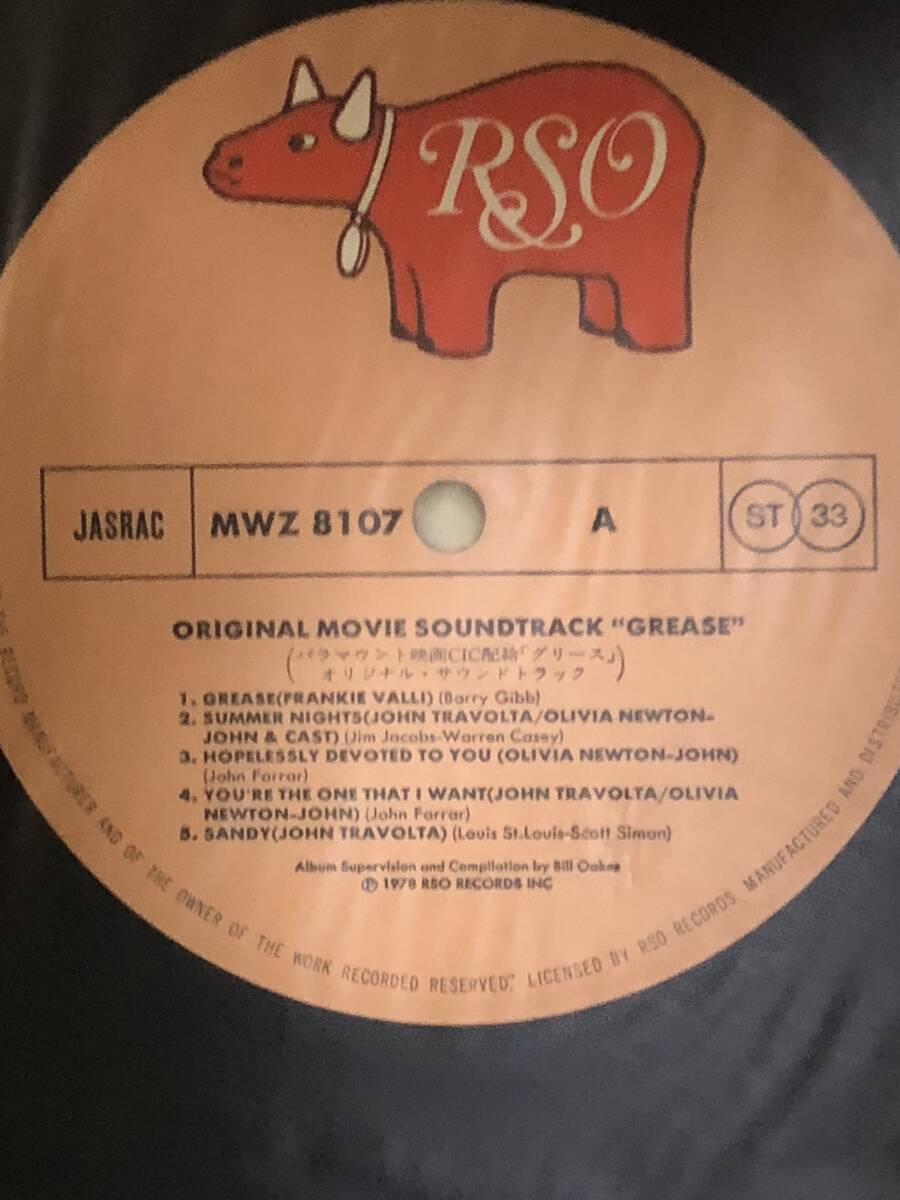 RSO
JASRAC
MWZ 8107
A
ST 33
ORIGINAL MOVIE SOUNDTRACK "GREASE"
(パラマウント映画CIC配給「グリース」
オリジナル・サウンドトラック)
1. GREASE(FRANKIE VALLI) (Barry Gibb)
2. SUMMER NIGHTS(JOHN TRAVOLTA/OLIVIA NEWTON-
JOHN & CAST) (Jim Jacobs-Warren Casey)
3. HOPELESSLY DEVOTED TO YOU (OLIVIA NEWTON-JOHN)
(John Farrar)
4. YOU'RE THE ONE THAT I WANT(JOHN TRAVOLTA/OLIVIA
NEWTON-JOHN) (John Farrar)
5. SANDY(JOHN TRAVOLTA) (Louis St.Louis-Scott Simon)
Album Supervision and Compilation by Bill Oakes
Ⓟ 1978 RSO RECORDS INC
RECORD MANUFACTURER AND OF THE OWNER OF THE WORK RECORDED RESERVED." LICENSED BY RSO RECORDS. MANUFACTURED AND